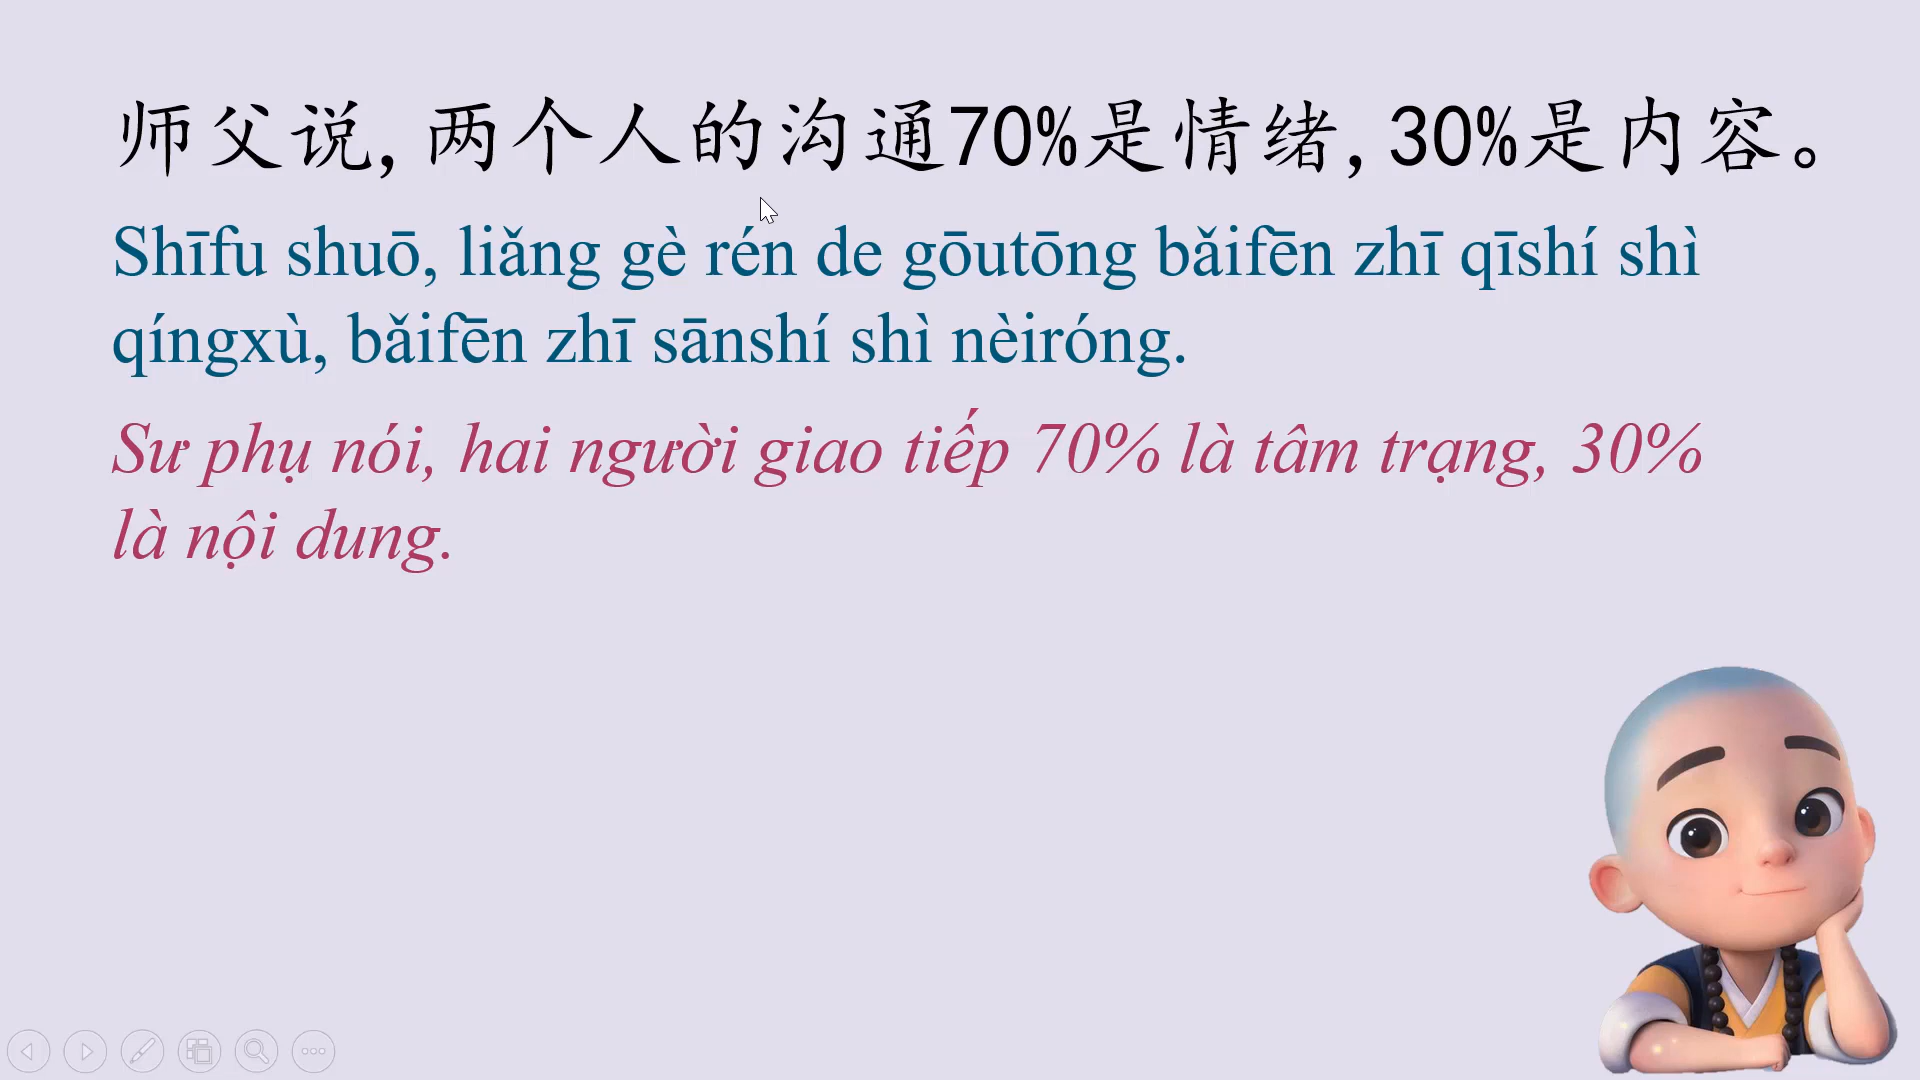 师父说,两个人的沟通70%是情绪,30%是内容。
Shīfu shuō, liǎng gè rén de gōutōng bǎifēn zhī qīshí shì
qíngxù, bǎifēn zhī sānshí shì nèiróng.
Sư phụ nói, hai người giao tiếp 70% là tâm trạng, 30%
là nội dung.